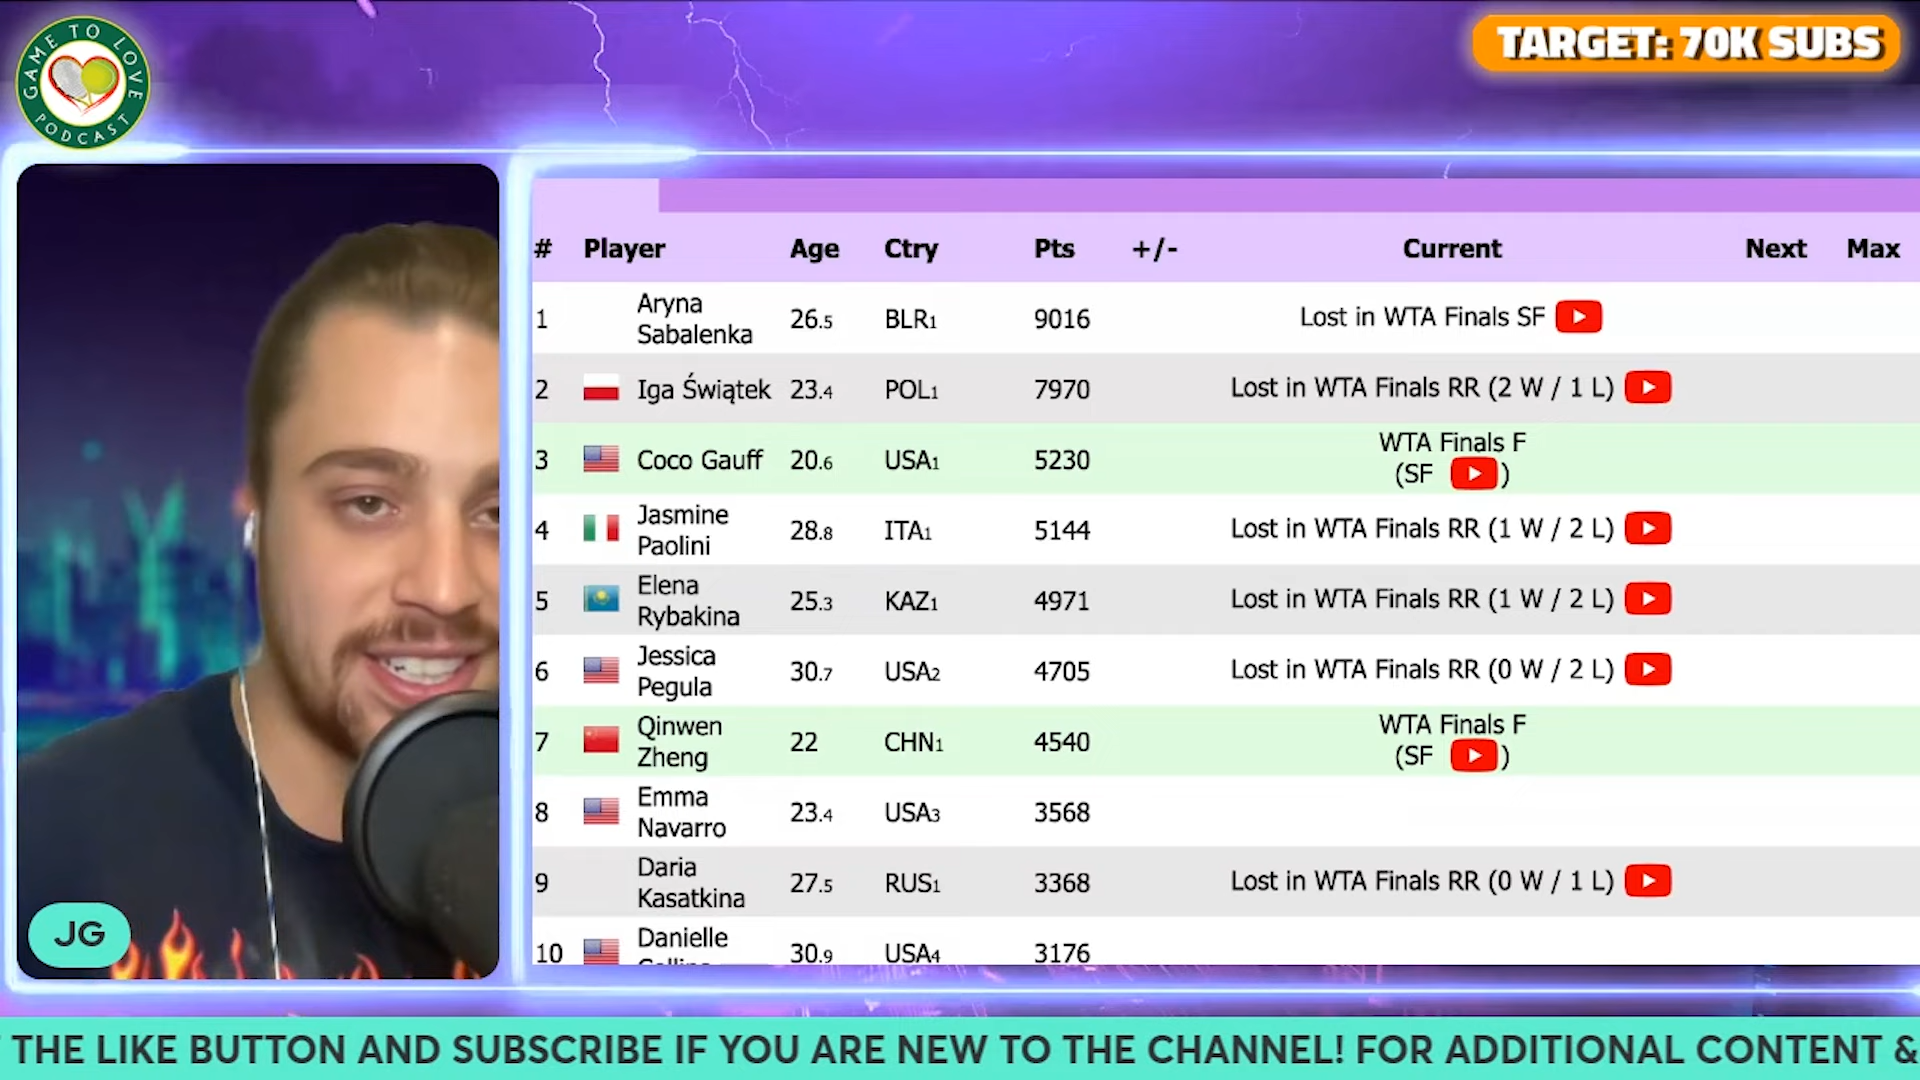 GAME TO LOVE
PODCAST
TARGET: 70K SUBS
# Player Age Ctry Pts +/- Current Next Max
1 Aryna Sabalenka 26.5 BLR1 9016 Lost in WTA Finals SF
2 Iga Świątek 23.4 POL1 7970 Lost in WTA Finals RR (2 W / 1 L)
3 Coco Gauff 20.6 USA1 5230 WTA Finals F (SF )
4 Jasmine Paolini 28.8 ITA1 5144 Lost in WTA Finals RR (1 W / 2 L)
5 Elena Rybakina 25.3 KAZ1 4971 Lost in WTA Finals RR (1 W / 2 L)
6 Jessica Pegula 30.7 USA2 4705 Lost in WTA Finals RR (0 W / 2 L)
7 Qinwen Zheng 22 CHN1 4540 WTA Finals F (SF )
8 Emma Navarro 23.4 USA3 3568
9 Daria Kasatkina 27.5 RUS1 3368 Lost in WTA Finals RR (0 W / 1 L)
10 Danielle 30.9 USA4 3176
JG
THE LIKE BUTTON AND SUBSCRIBE IF YOU ARE NEW TO THE CHANNEL! FOR ADDITIONAL CONTENT &